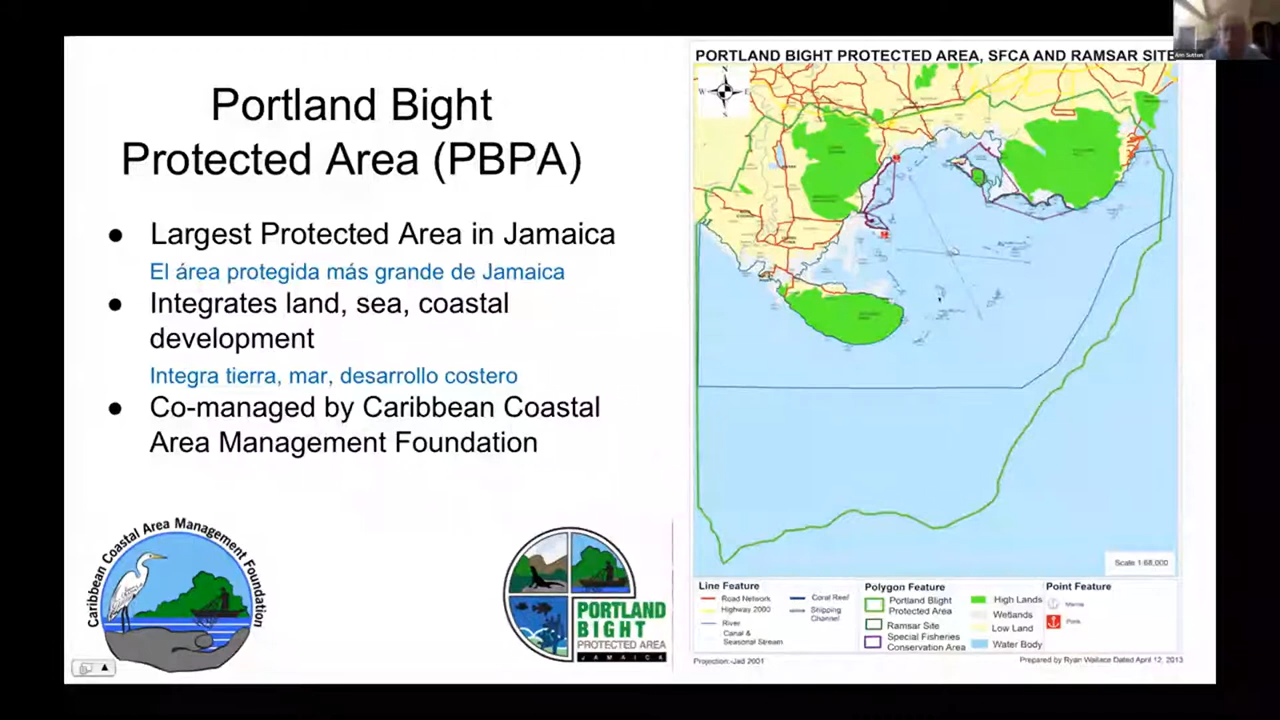 Portland Bight
Protected Area (PBPA)
● Largest Protected Area in Jamaica
El área protegida más grande de Jamaica
● Integrates land, sea, coastal
development
Integra tierra, mar, desarrollo costero
● Co-managed by Caribbean Coastal
Area Management Foundation
Caribbean Coastal Area Management Foundation
PORTLAND
BIGHT
PROTECTED AREA
JAMAICA
PORTLAND BIGHT PROTECTED AREA, SFCA AND RAMSAR SITE
N
W E
S
Scale 1:68,000
Line Feature
Road Network
Highway 2000
River
Canal &
Seasonal Stream
Coral Reef
Shipping
Channel
Polygon Feature
Portland Bight
Protected Area
Ramsar Site
Special Fisheries
Conservation Area
High Lands
Wetlands
Low Land
Water Body
Point Feature
Projection:-Jad 2001
Prepared by Ryan Wallace Dated April 12, 2013
Ann Sutton